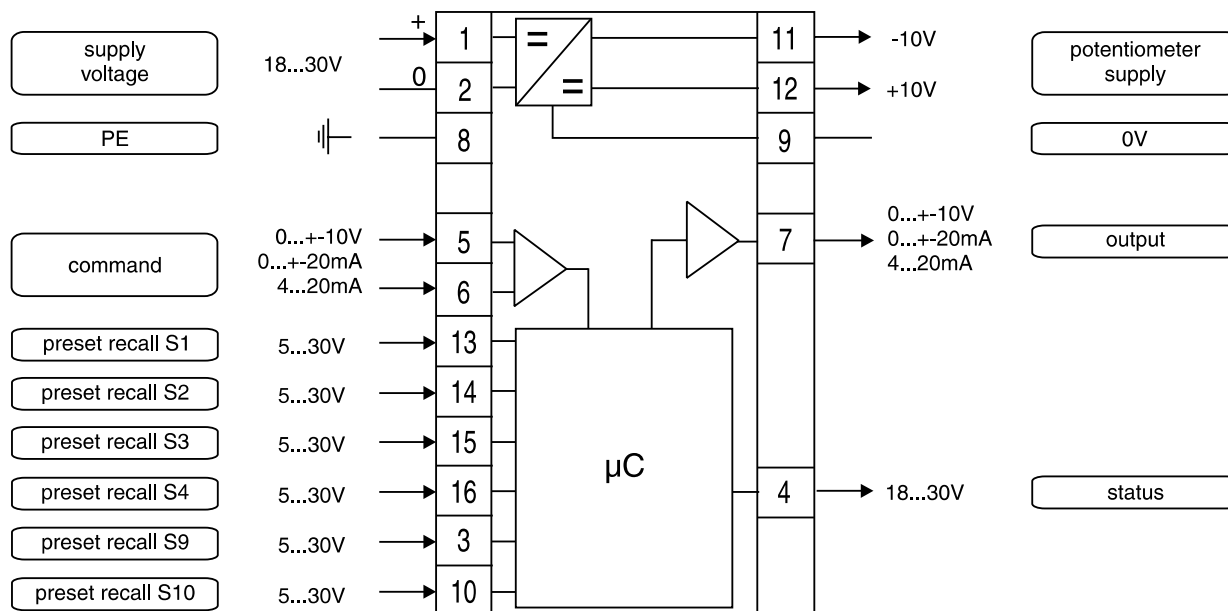 supply
voltage
18...30V
+
0
1
2
=
=
11
12
-10V
+10V
potentiometer
supply
PE
8
9
0V
command
0...+-10V
0...+-20mA
4...20mA
5
6
7
0...+-10V
0...+-20mA
4...20mA
output
preset recall S1
5...30V
13
preset recall S2
5...30V
14
preset recall S3
5...30V
15
µC
preset recall S4
5...30V
16
4
18...30V
status
preset recall S9
5...30V
3
preset recall S10
5...30V
10